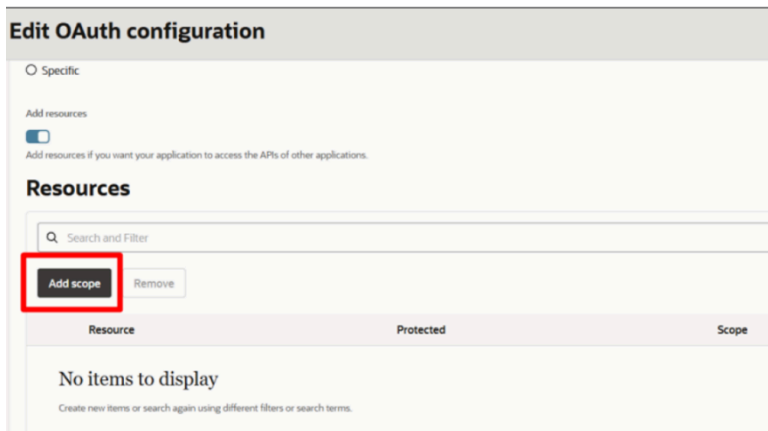 Edit OAuth configuration
Specific
Add resources
Add resources if you want your application to access the APIs of other applications.
Resources
Search and Filter
Add scope Remove
Resource Protected Scope
No items to display
Create new items or search again using different filters or search terms.